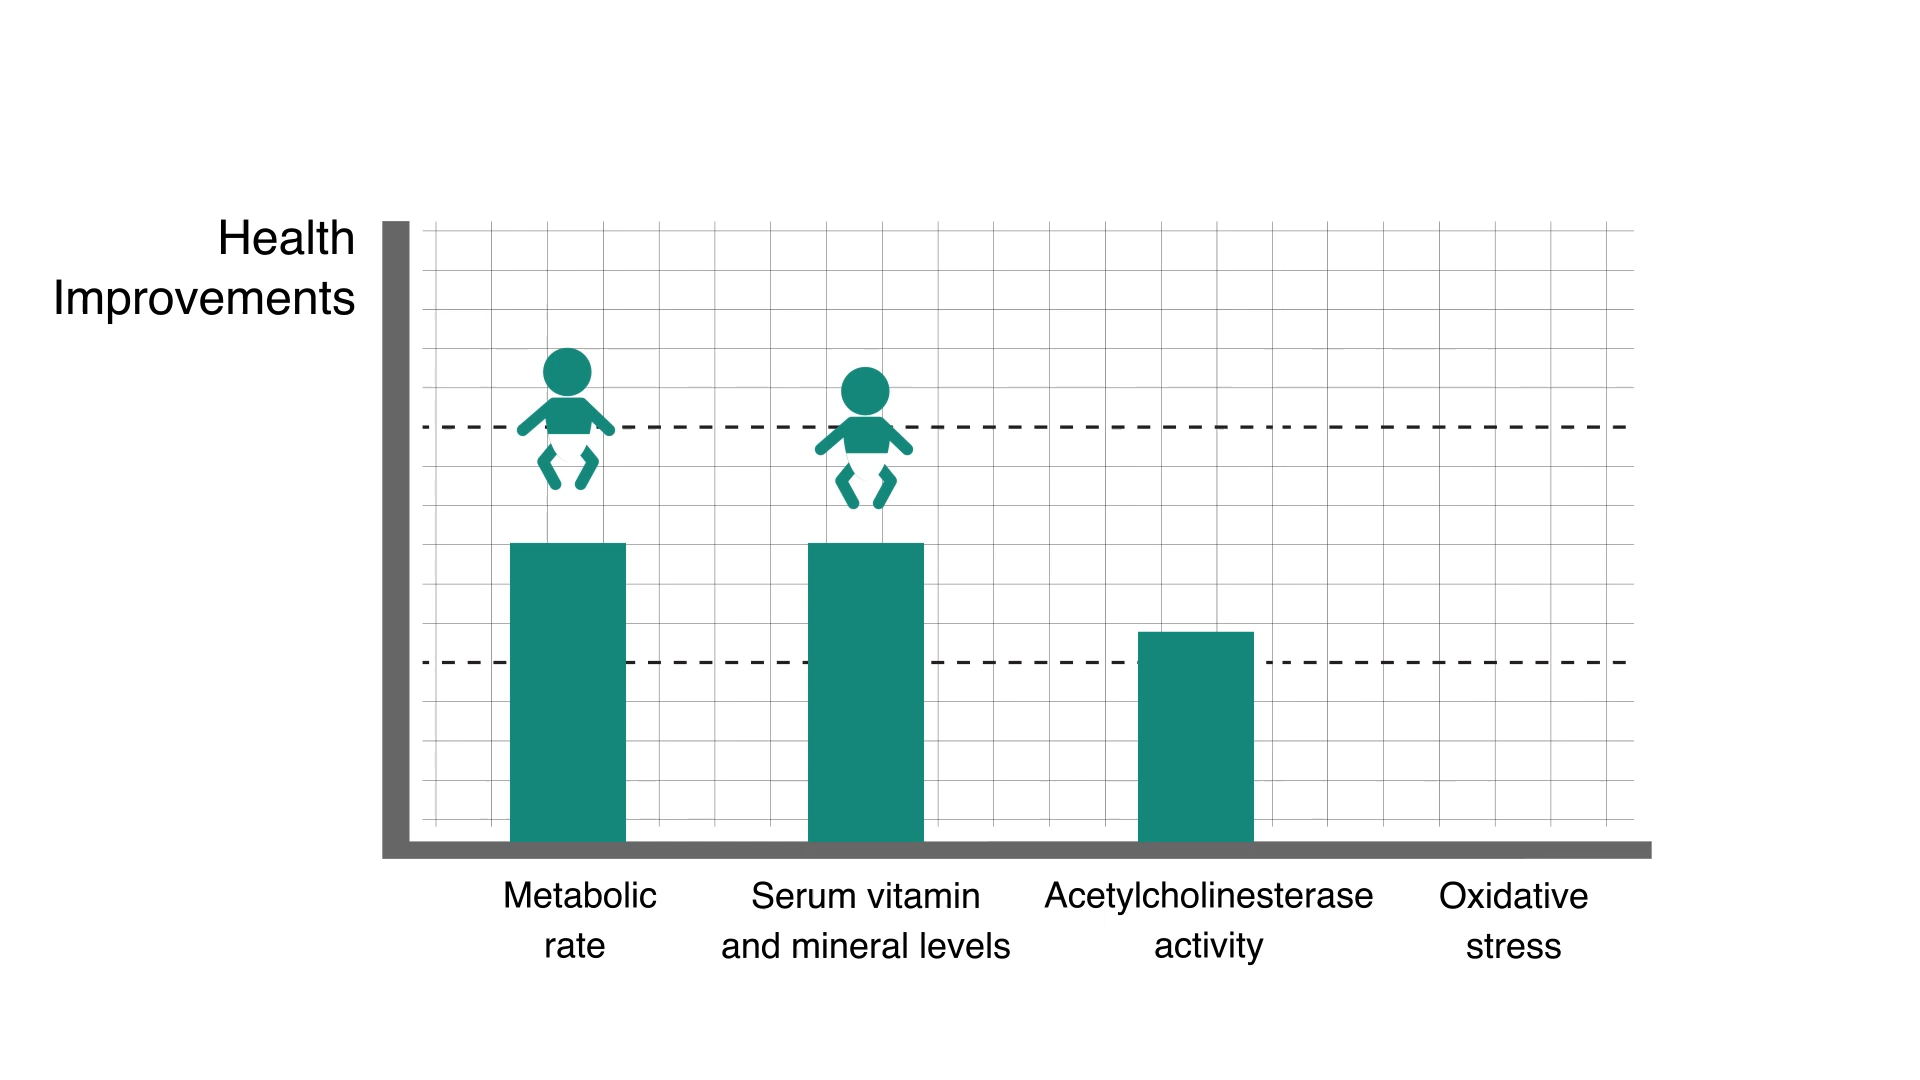 Health
Improvements
Metabolic
rate
Serum vitamin
and mineral levels
Acetylcholinesterase
activity
Oxidative
stress